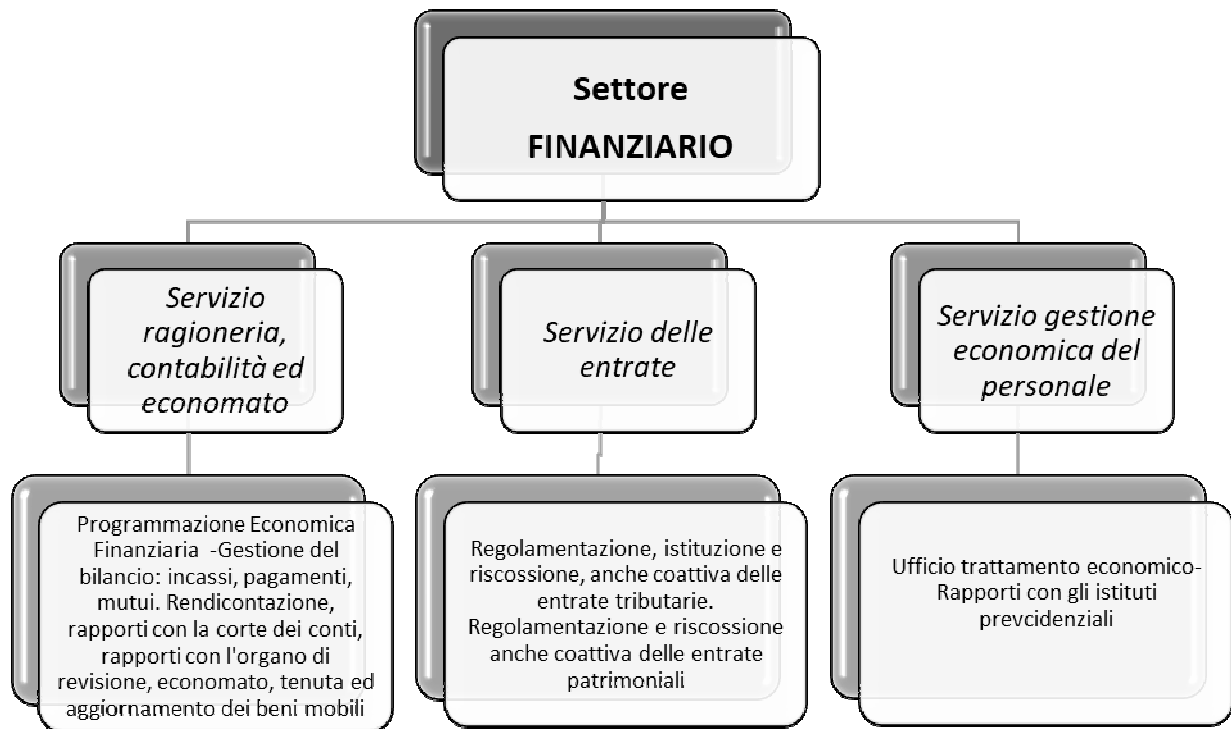 Settore
FINANZIARIO
Servizio
ragioneria,
contabilità ed
economato
Servizio delle
entrate
Servizio gestione
economica del
personale
Programmazione Economica
Finanziaria -Gestione del
bilancio: incassi, pagamenti,
mutui. Rendicontazione,
rapporti con la corte dei conti,
rapporti con l'organo di
revisione, economato, tenuta ed
aggiornamento dei beni mobili
Regolamentazione, istituzione e
riscossione, anche coattiva delle
entrate tributarie.
Regolamentazione e riscossione
anche coattiva delle entrate
patrimoniali
Ufficio trattamento economico-
Rapporti con gli istituti
prevcidenziali